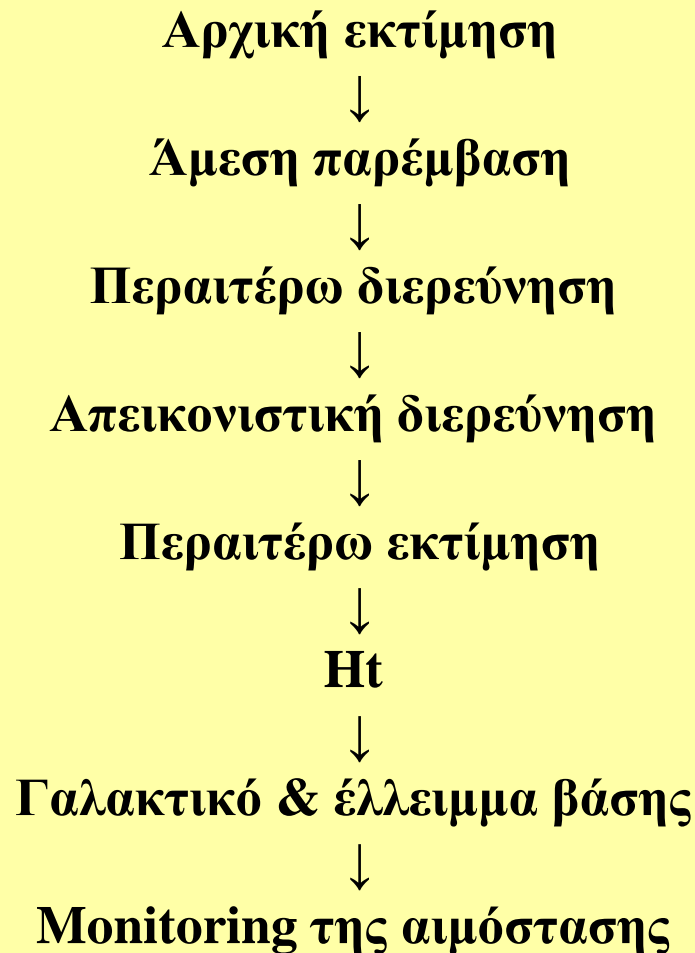 Αρχική εκτίμηση
↓
Άμεση παρέμβαση
↓
Περαιτέρω διερεύνηση
↓
Απεικονιστική διερεύνηση
↓
Περαιτέρω εκτίμηση
↓
Ht
↓
Γαλακτικό & έλλειμμα βάσης
↓
Monitoring της αιμόστασης